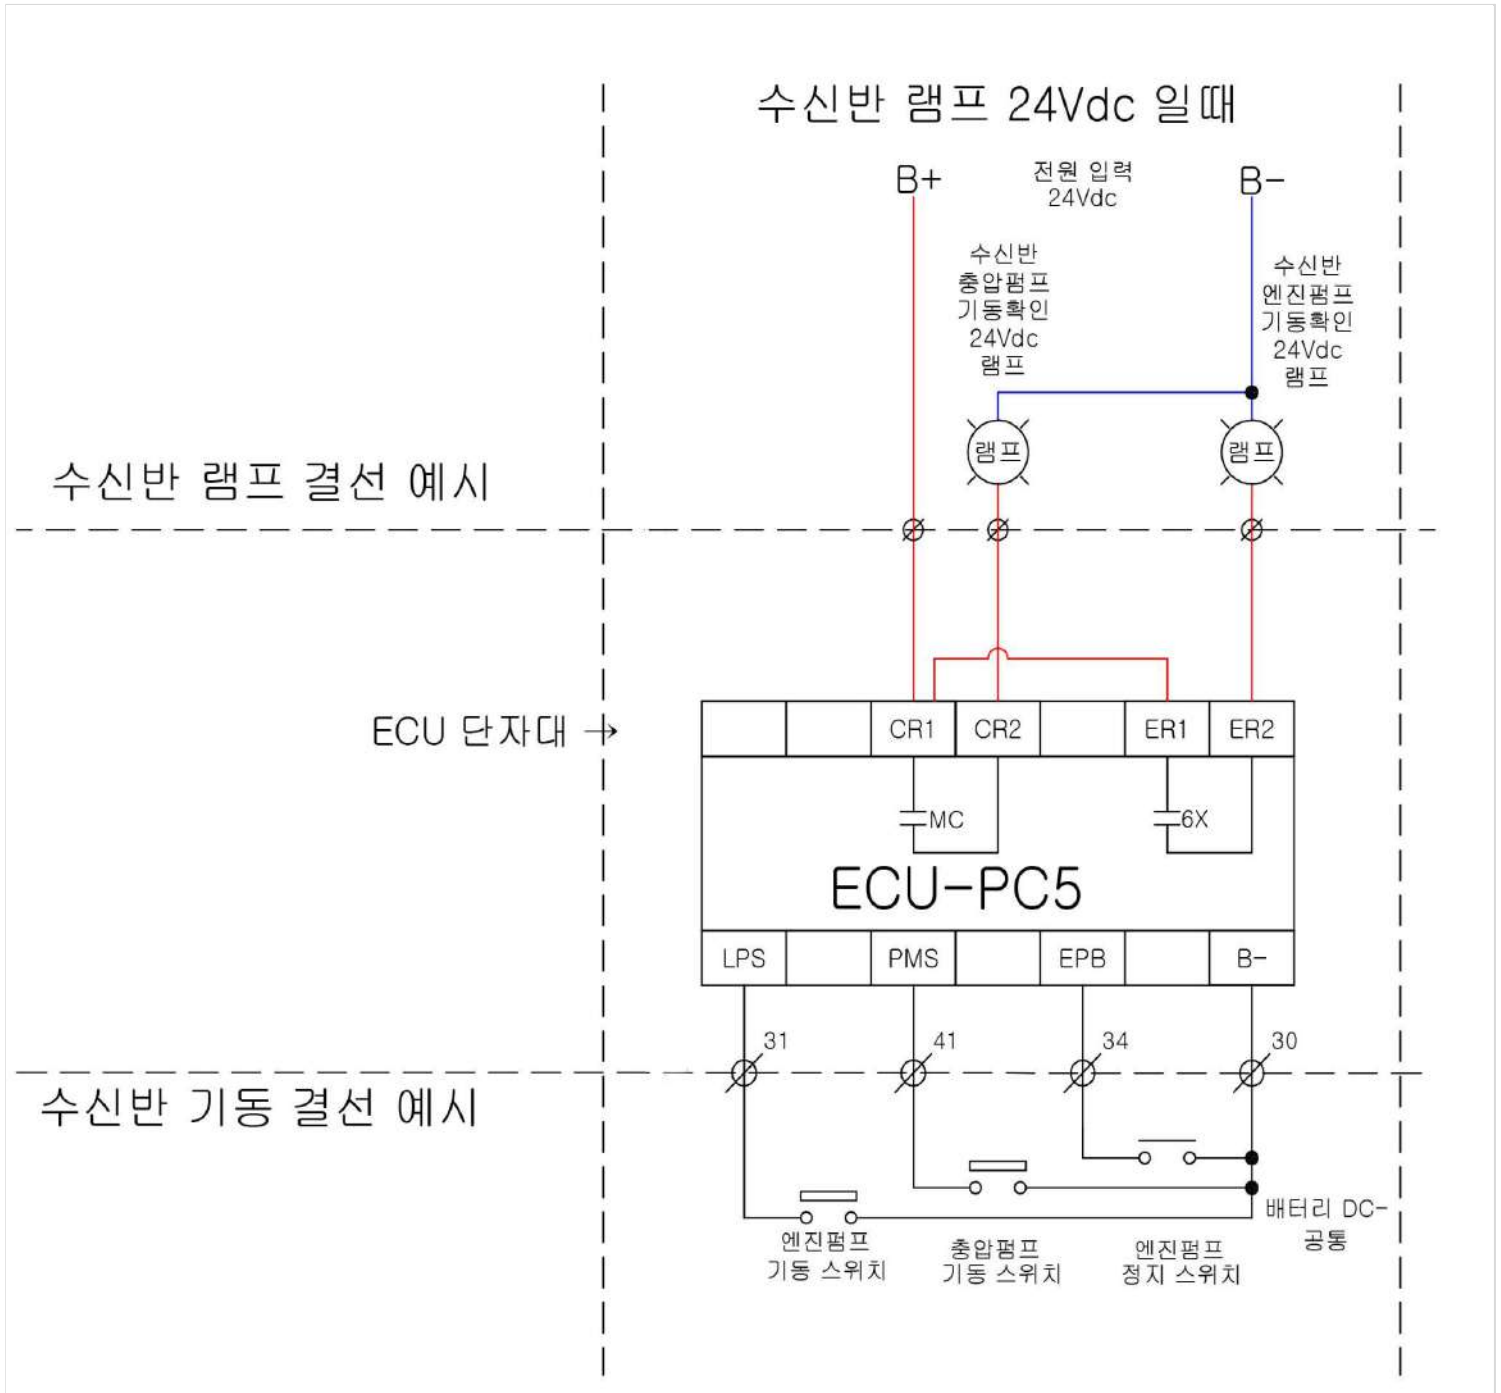 수신반 램프 24Vdc 일때
B+
전원 입력
24Vdc
B-
수신반
충압펌프
기동확인
24Vdc
램프
수신반
엔진펌프
기동확인
24Vdc
램프
램프
램프
수신반 램프 결선 예시
ECU 단자대 →
CR1
CR2
ER1
ER2
MC
6X
ECU-PC5
LPS
PMS
EPB
B-
31
41
34
30
수신반 기동 결선 예시
엔진펌프
기동 스위치
충압펌프
기동 스위치
엔진펌프
정지 스위치
배터리 DC-
공통